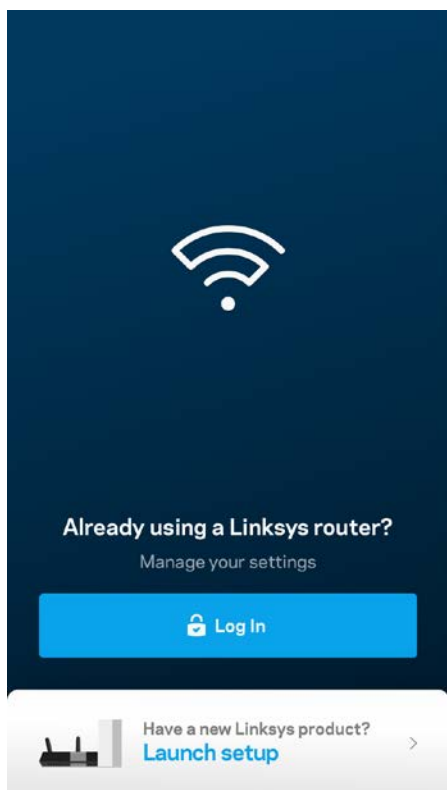 Already using a Linksys router?
Manage your settings
Log In
Have a new Linksys product?
Launch setup